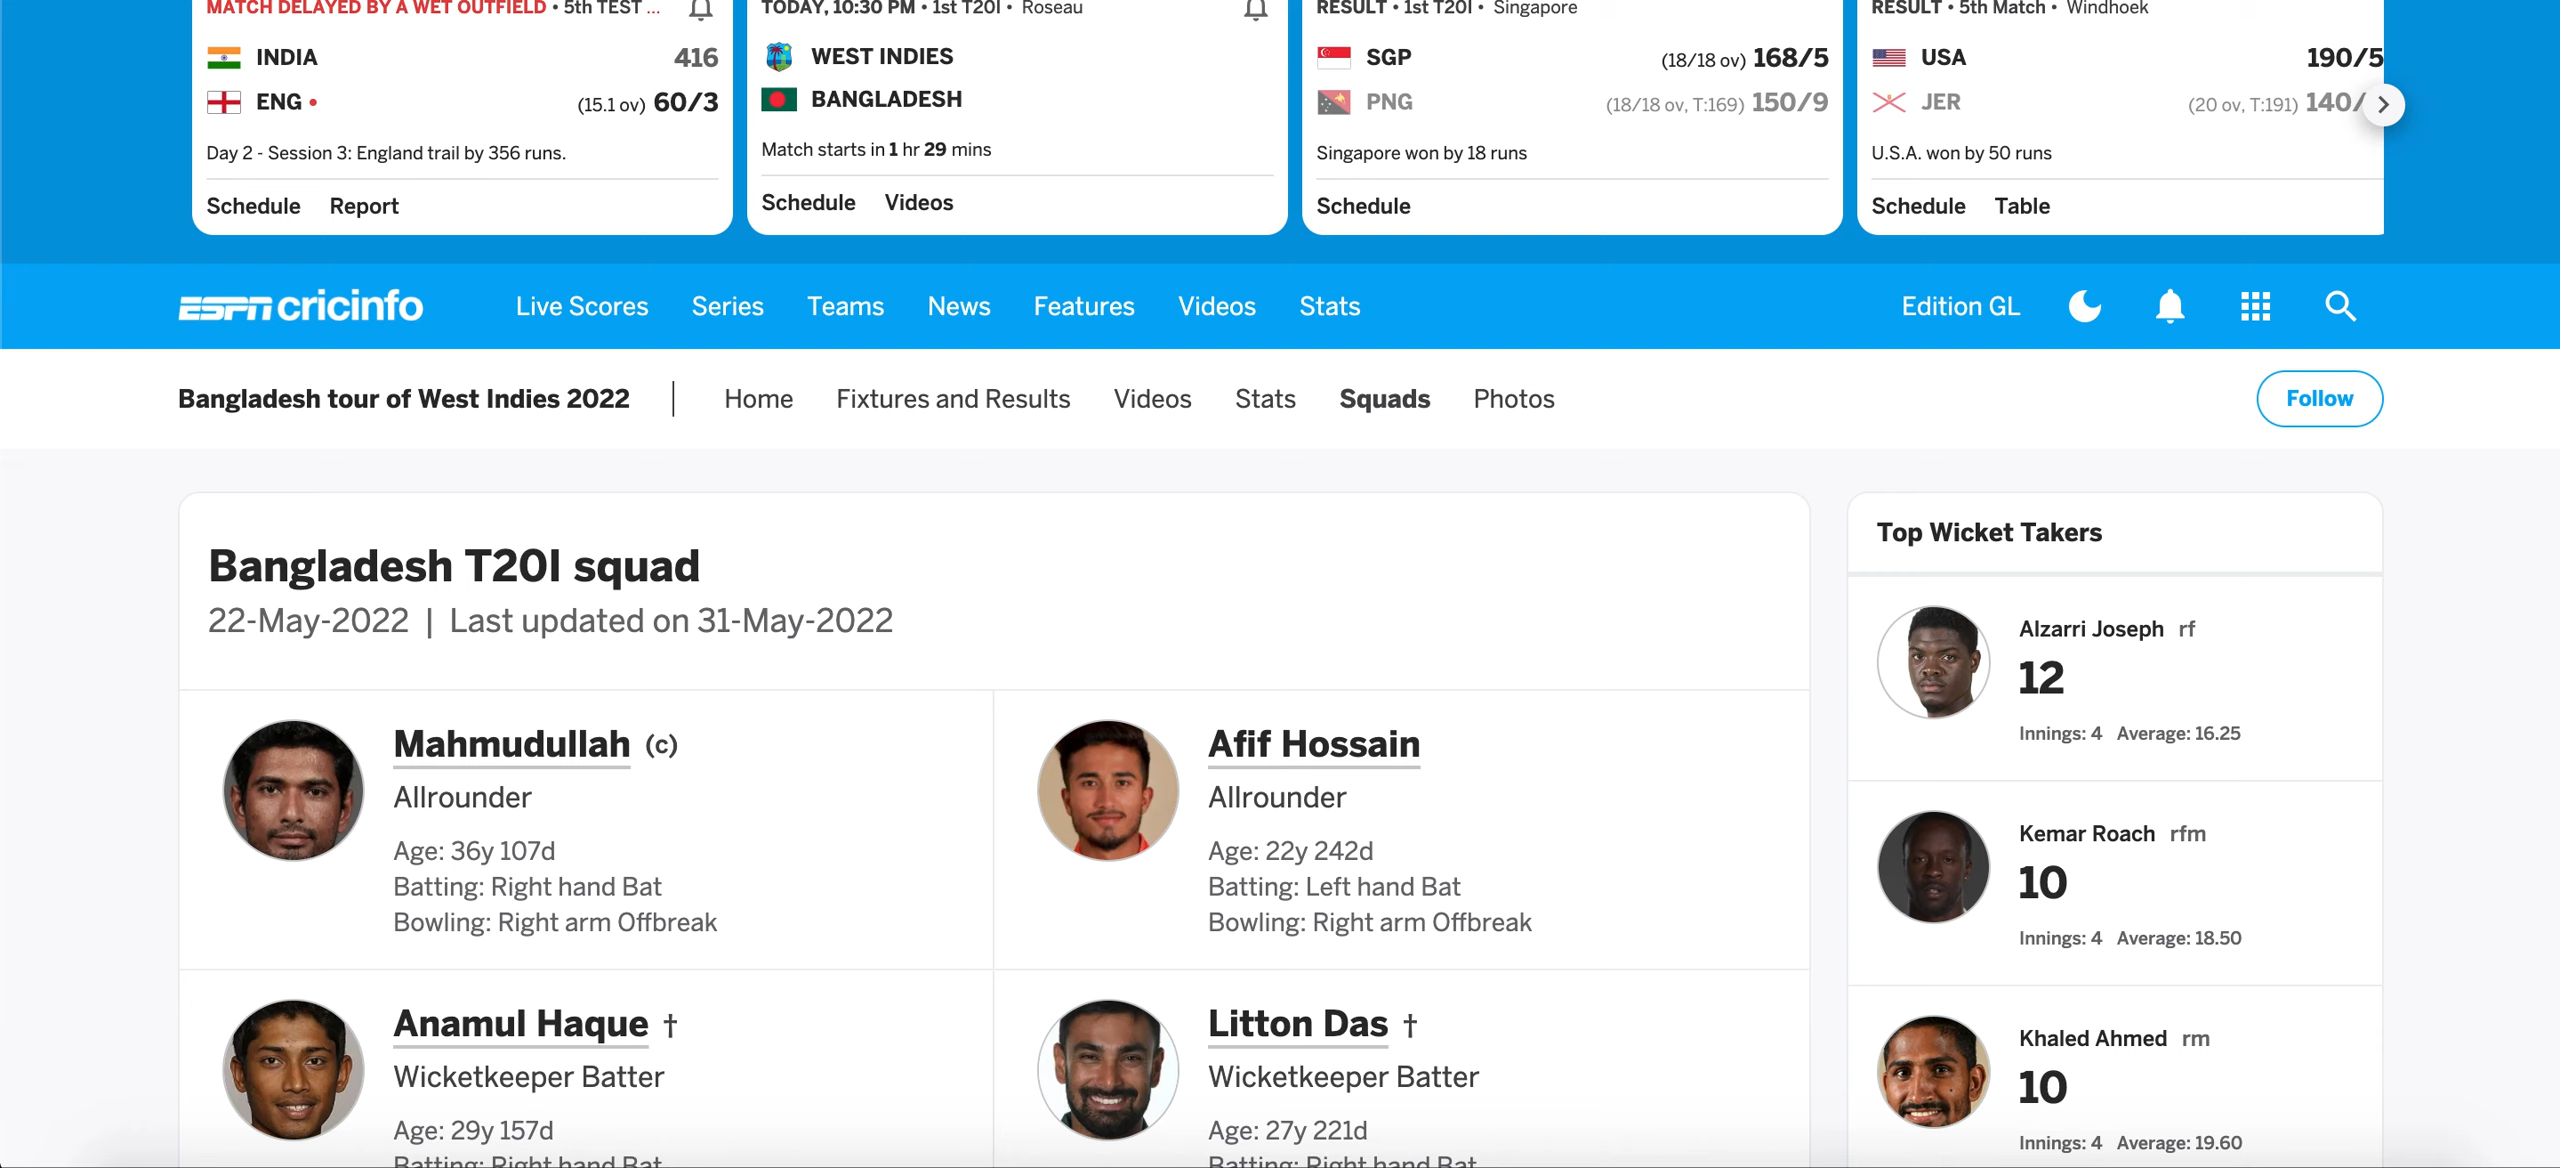 MATCH DELAYED BY A WET OUTFIELD • 5th TEST ...
INDIA 416
ENG • (15.1 ov) 60/3
Day 2 - Session 3: England trail by 356 runs.
Schedule Report
TODAY, 10:30 PM • 1st T20I • Roseau
WEST INDIES
BANGLADESH
Match starts in 1 hr 29 mins
Schedule Videos
RESULT • 1st T20I • Singapore
SGP (18/18 ov) 168/5
PNG (18/18 ov, T:169) 150/9
Singapore won by 18 runs
Schedule
RESULT • 5th Match • Windhoek
USA 190/5
JER (20 ov, T:191) 140/
U.S.A. won by 50 runs
Schedule Table
ESPN cricinfo Live Scores Series Teams News Features Videos Stats Edition GL
Bangladesh tour of West Indies 2022 | Home Fixtures and Results Videos Stats Squads Photos Follow
Bangladesh T20I squad
22-May-2022 | Last updated on 31-May-2022
Mahmudullah (c)
Allrounder
Age: 36y 107d
Batting: Right hand Bat
Bowling: Right arm Offbreak
Afif Hossain
Allrounder
Age: 22y 242d
Batting: Left hand Bat
Bowling: Right arm Offbreak
Anamul Haque †
Wicketkeeper Batter
Age: 29y 157d
Batting: Right hand Bat
Litton Das †
Wicketkeeper Batter
Age: 27y 221d
Batting: Right hand Bat
Top Wicket Takers
Alzarri Joseph rf
12
Innings: 4 Average: 16.25
Kemar Roach rfm
10
Innings: 4 Average: 18.50
Khaled Ahmed rm
10
Innings: 4 Average: 19.60